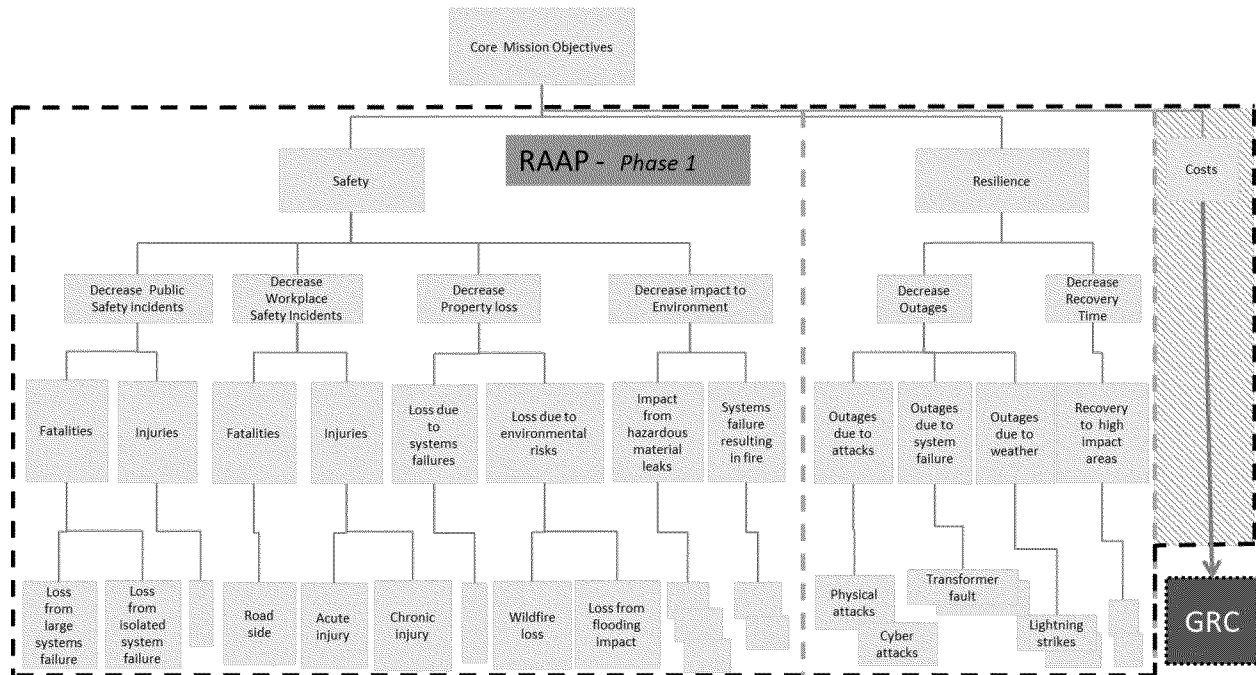 Core Mission Objectives
RAAP - Phase 1
Safety
Resilience
Costs
Decrease Public
Safety incidents
Decrease
Workplace
Safety Incidents
Decrease
Property loss
Decrease impact to
Environment
Decrease
Outages
Decrease
Recovery
Time
Fatalities
Injuries
Fatalities
Injuries
Loss due
to
systems
failures
Loss due to
environmental
risks
Impact
from
hazardous
material
leaks
Systems
failure
resulting
in fire
Outages
due to
attacks
Outages
due to
system
failure
Outages
due to
weather
Recovery
to high
impact
areas
Loss
from
large
systems
failure
Loss
from
isolated
system
failure
Road
side
Acute
injury
Chronic
injury
Wildfire
loss
Loss from
flooding
impact
Physical
attacks
Cyber
attacks
Transformer
fault
Lightning
strikes
GRC